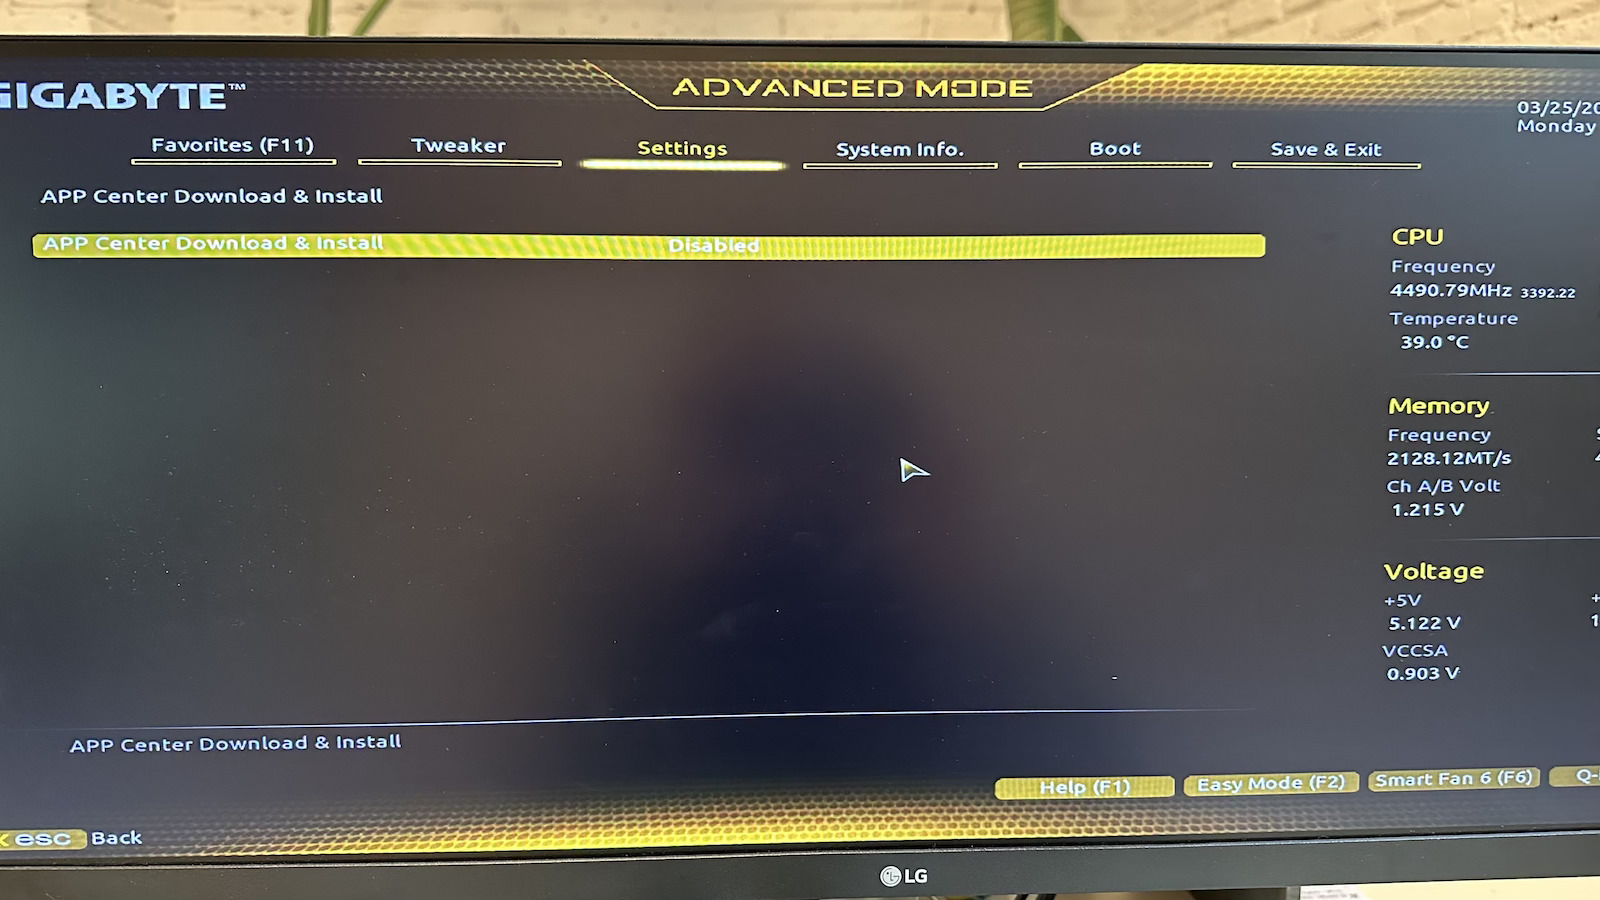 GIGABYTE™
ADVANCED MODE
03/25/20
Monday
Favorites (F11)
Tweaker
Settings
System Info.
Boot
Save & Exit
APP Center Download & Install
APP Center Download & Install Disabled
CPU
Frequency
4490.79MHz 3392.22
Temperature
39.0 °C
Memory
Frequency
2128.12MT/s
Ch A/B Volt
1.215 V
Voltage
+5V
5.122 V
VCCSA
0.903 V
APP Center Download & Install
Help (F1)
Easy Mode (F2)
Smart Fan 6 (F6)
Q-
esc Back
LG